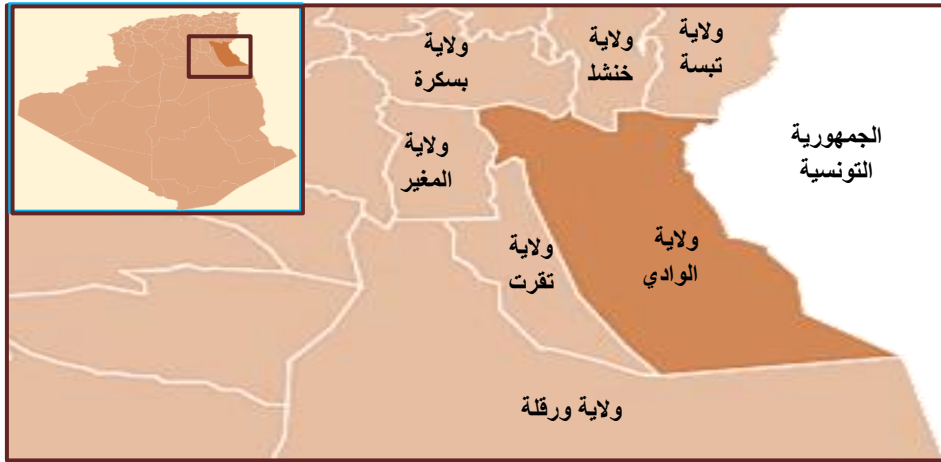 ولاية
تبسة
ولاية
خنشلة
ولاية
بسكرة
الجمهورية
التونسية
ولاية
المغير
ولاية
الوادي
ولاية
تقرت
ولاية ورقلة